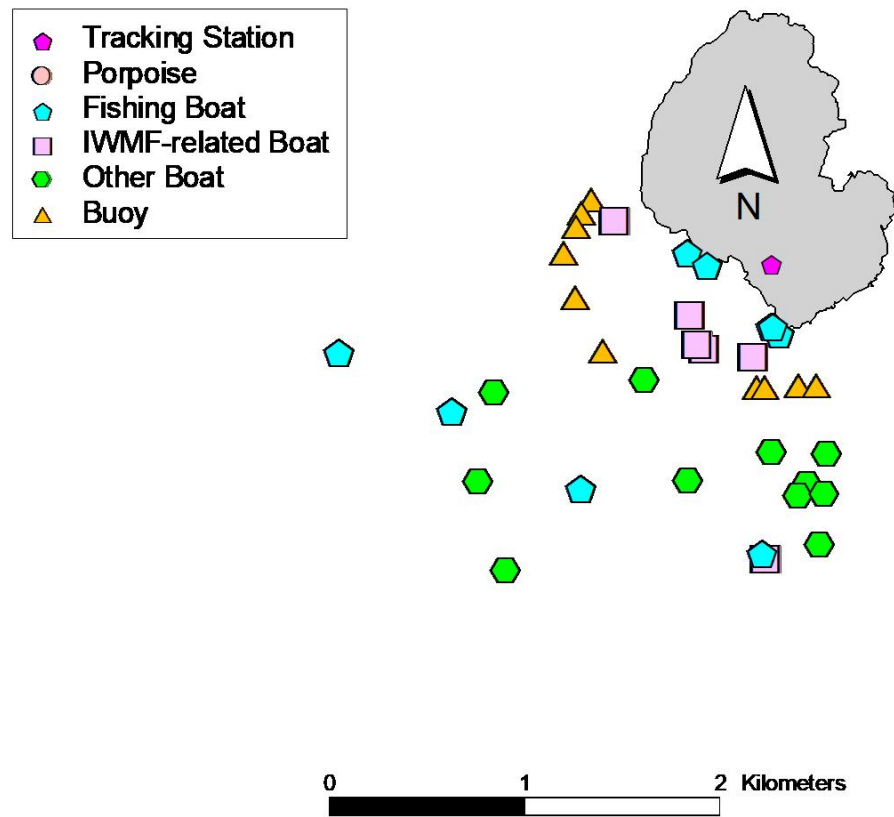 Tracking Station
Porpoise
Fishing Boat
IWMF-related Boat
Other Boat
Buoy
N
0 1 2 Kilometers